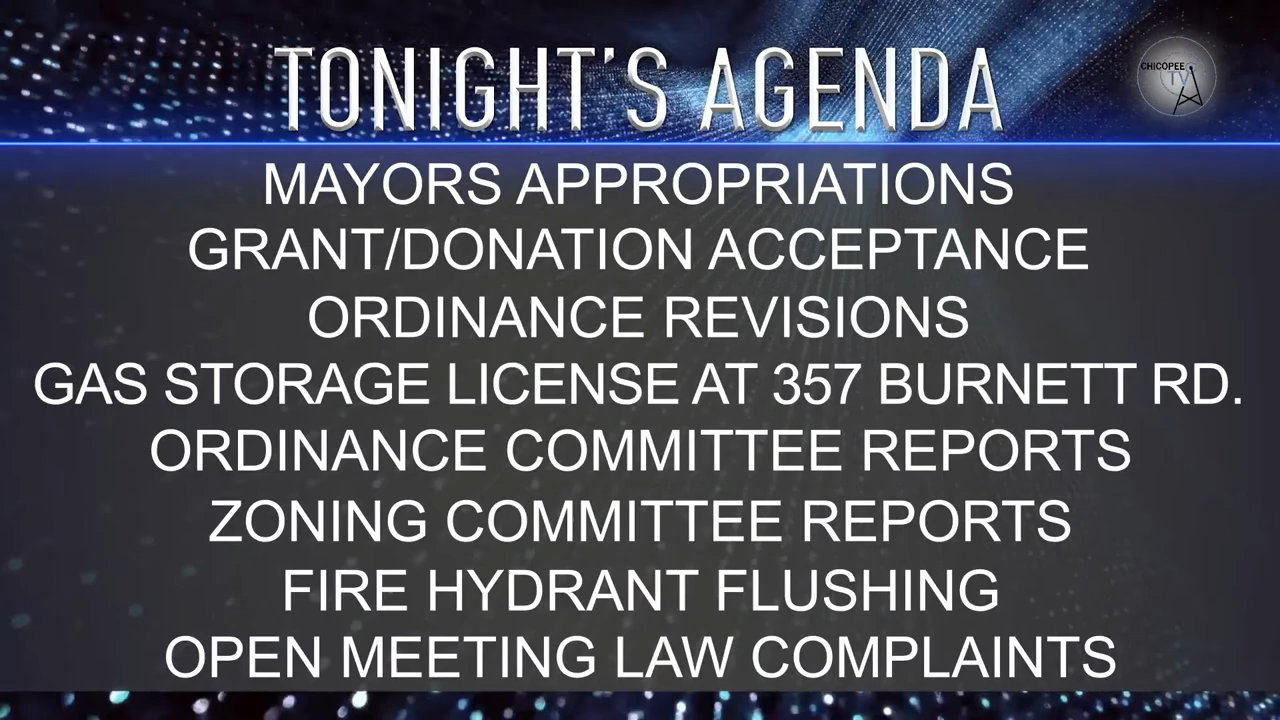 TONIGHT'S AGENDA
CHICOPEE
TV
MAYORS APPROPRIATIONS
GRANT/DONATION ACCEPTANCE
ORDINANCE REVISIONS
GAS STORAGE LICENSE AT 357 BURNETT RD.
ORDINANCE COMMITTEE REPORTS
ZONING COMMITTEE REPORTS
FIRE HYDRANT FLUSHING
OPEN MEETING LAW COMPLAINTS